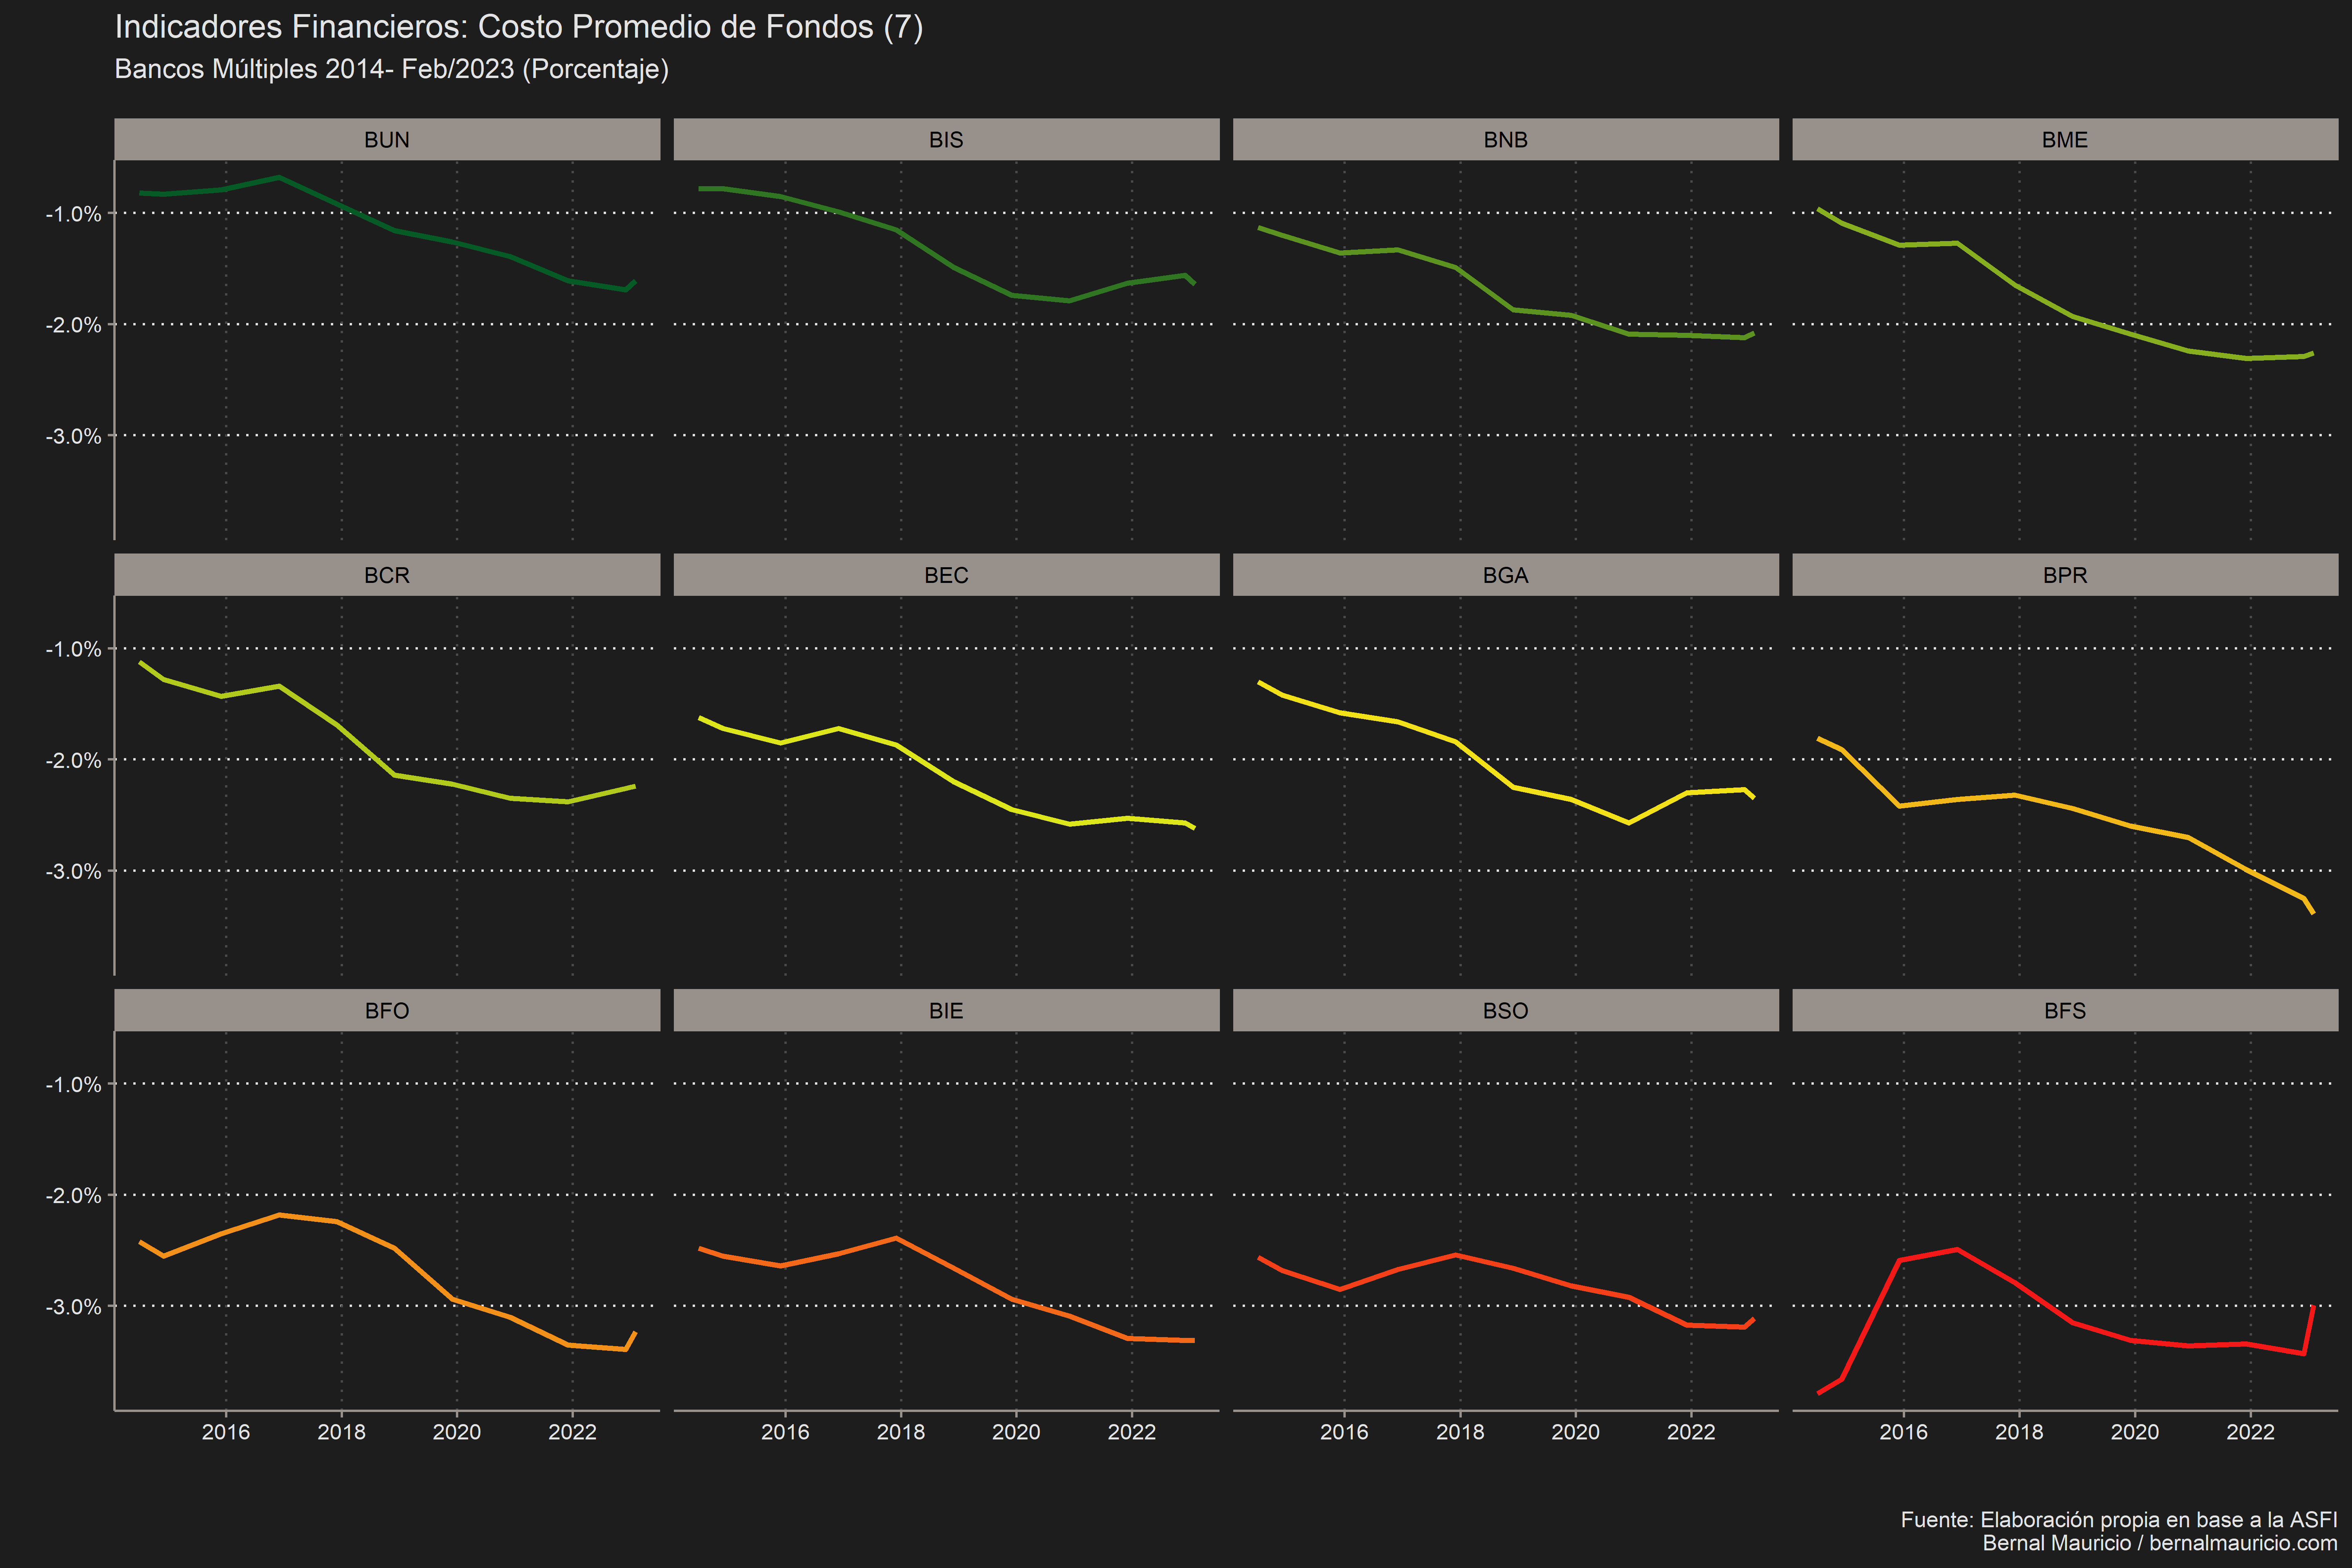 Indicadores Financieros: Costo Promedio de Fondos (7)
Bancos Múltiples 2014- Feb/2023 (Porcentaje)
BUN BIS BNB BME
-1.0%
-2.0%
-3.0%
BCR BEC BGA BPR
-1.0%
-2.0%
-3.0%
BFO BIE BSO BFS
-1.0%
-2.0%
-3.0%
2016 2018 2020 2022 2016 2018 2020 2022 2016 2018 2020 2022 2016 2018 2020 2022
Fuente: Elaboración propia en base a la ASFI
Bernal Mauricio / bernalmauricio.com